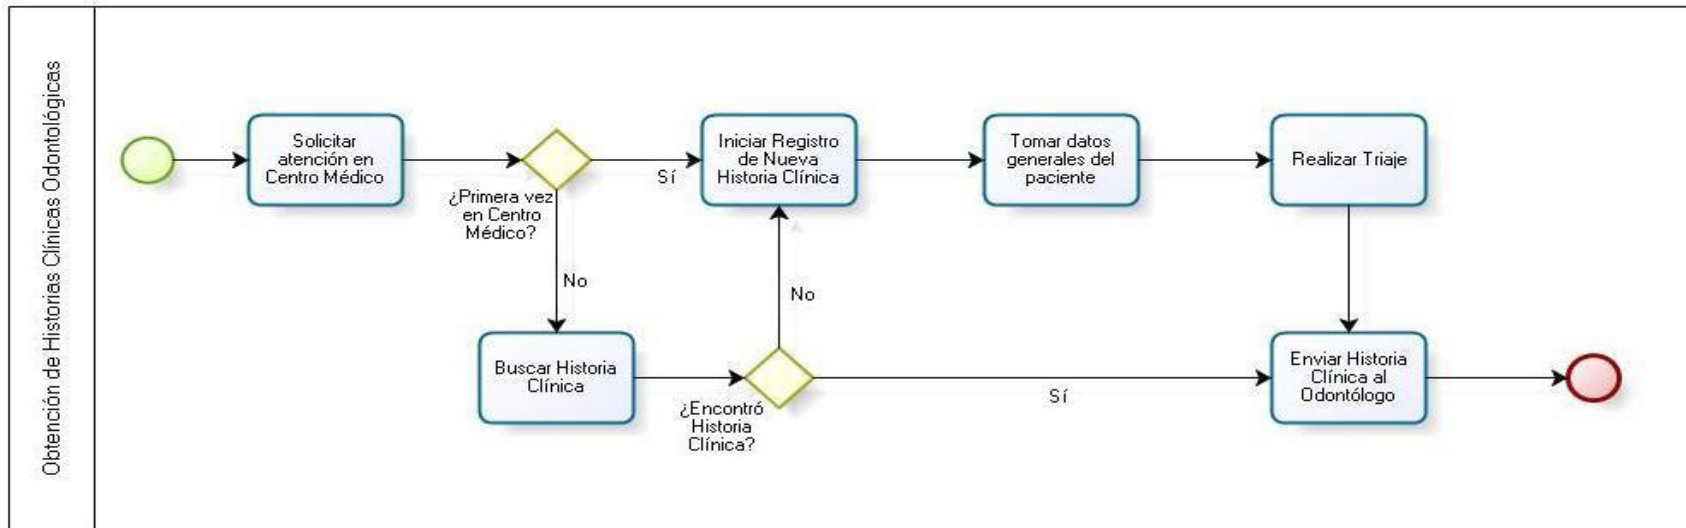 Obtención de Historias Clínicas Odontológicas
Solicitar
atención en
Centro Médico
¿Primera vez
en Centro
Médico?
Sí
No
Iniciar Registro
de Nueva
Historia Clínica
Tomar datos
generales del
paciente
Realizar Triaje
Buscar Historia
Clínica
¿Encontró
Historia
Clínica?
No
Sí
Enviar Historia
Clínica al
Odontólogo